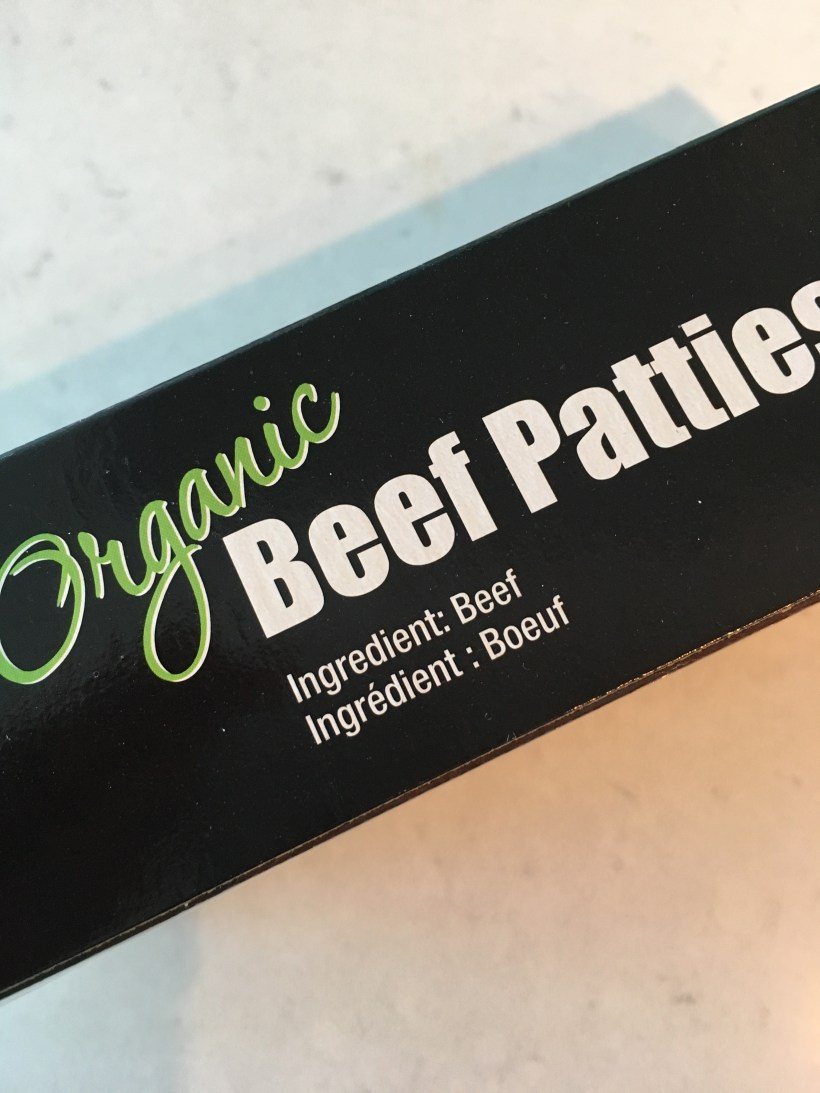 Organic
Beef Patties
Ingredient: Beef
Ingrédient : Boeuf